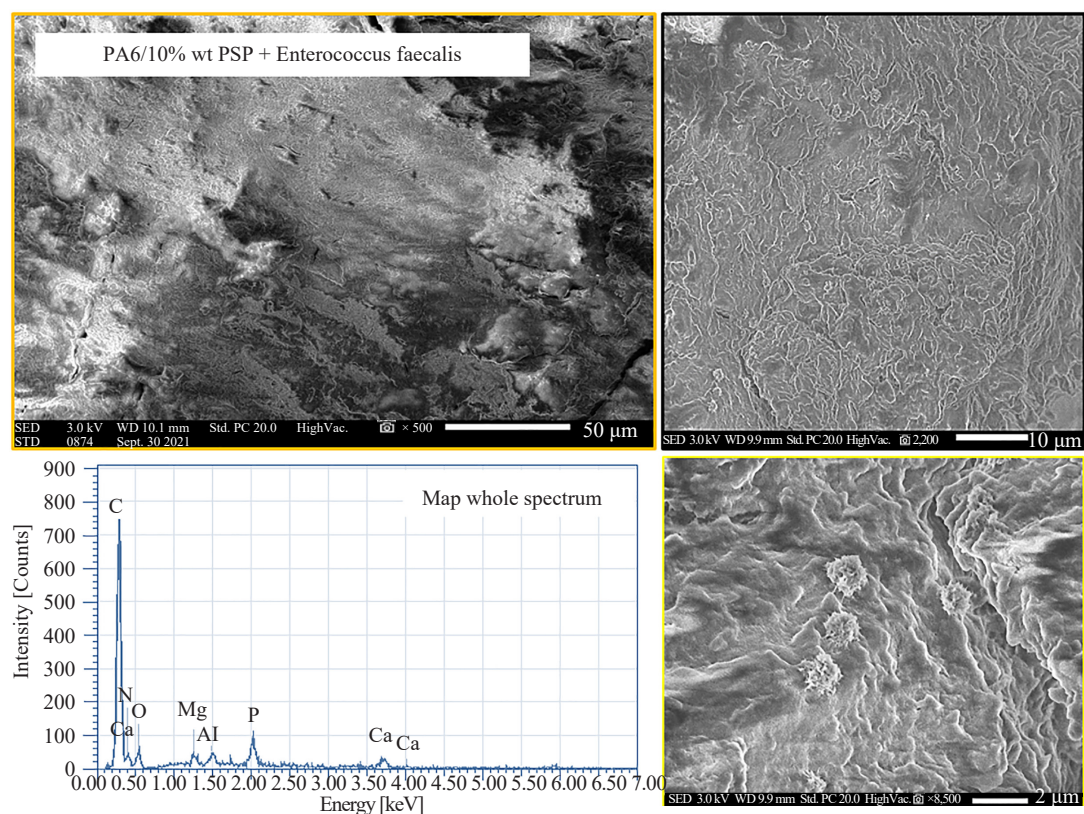 PA6/10% wt PSP + Enterococcus faecalis
SED 3.0 kV WD 10.1 mm Std. PC 20.0 HighVac. × 500 50 μm
STD 0874 Sept. 30 2021
SED 3.0 kV WD 9.9 mm Std. PC 20.0 HighVac. 2,200 10 μm
Map whole spectrum
Intensity [Counts]
900
800
700
600
500
400
300
200
100
0
C
N
Ca
O
Mg
AI
P
Ca
Ca
0.00 0.50 1.00 1.50 2.00 2.50 3.00 3.50 4.00 4.50 5.00 5.50 6.00 6.50 7.00
Energy [keV]
SED 3.0 kV WD 9.9 mm Std. PC 20.0 HighVac. ×8,500 2 μm